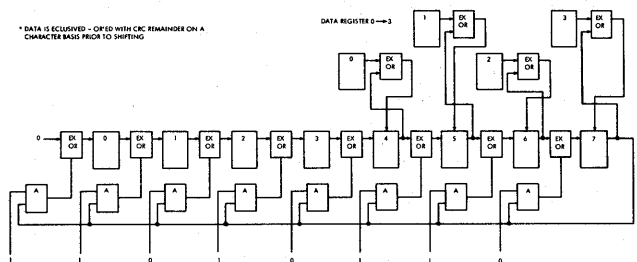 * DATA IS ECLUSIVED - OR'ED WITH CRC REMAINDER ON A
CHARACTER BASIS PRIOR TO SHIFTING
DATA REGISTER 0→3
1
EX
OR
3
EX
OR
0
EX
OR
2
EX
OR
0
EX
OR
0
EX
OR
1
EX
OR
2
EX
OR
3
EX
OR
4
EX
OR
5
EX
OR
6
EX
OR
7
A
A
A
A
A
A
A
A
1
1
0
1
0
1
1
0